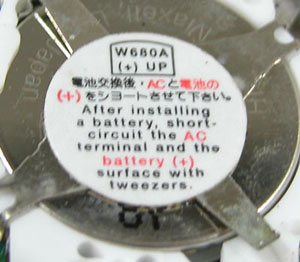 W680A
(+) UP
電池交換後・ACと電池の
(+)をショートさせて下さい。
After installing
a battery, short-
circuit the AC
terminal and the
battery (+)
surface with
tweezers.
Maxell
Japan